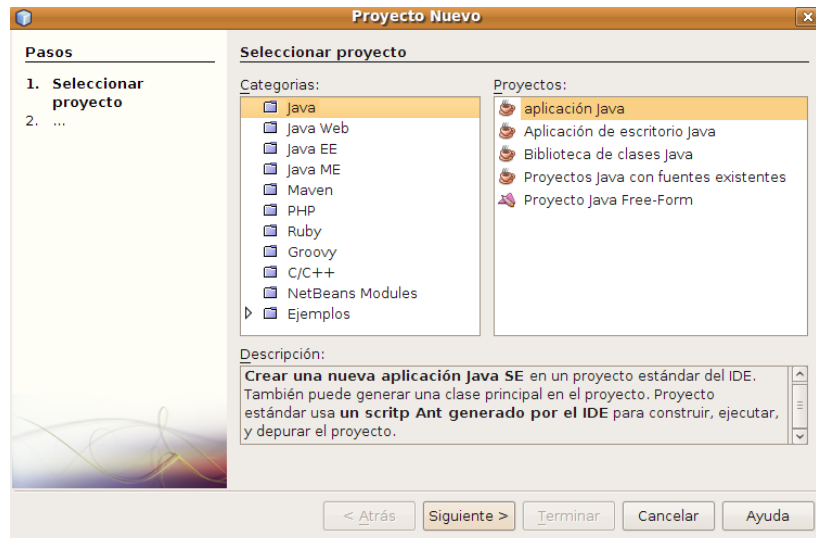 Proyecto Nuevo
Pasos
1. Seleccionar
proyecto
2. ...
Seleccionar proyecto
Categorias:
Java
Java Web
Java EE
Java ME
Maven
PHP
Ruby
Groovy
C/C++
NetBeans Modules
Ejemplos
Proyectos:
aplicación Java
Aplicación de escritorio Java
Biblioteca de clases Java
Proyectos Java con fuentes existentes
Proyecto Java Free-Form
Descripción:
Crear una nueva aplicación Java SE en un proyecto estándar del IDE.
También puede generar una clase principal en el proyecto. Proyecto
estándar usa un scritp Ant generado por el IDE para construir, ejecutar,
y depurar el proyecto.
< Atrás
Siguiente >
Terminar
Cancelar
Ayuda